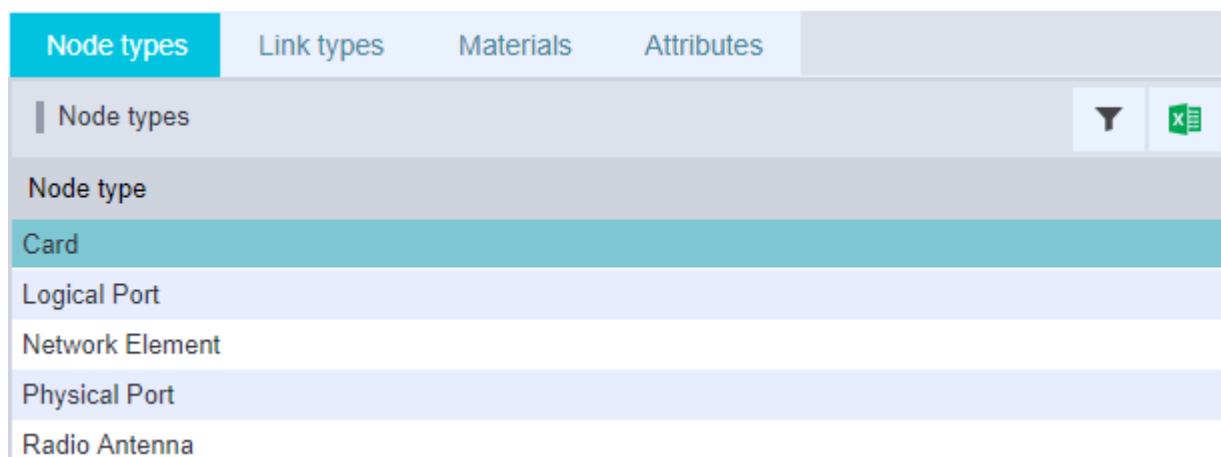 Node types Link types Materials Attributes
Node types
Node type
Card
Logical Port
Network Element
Physical Port
Radio Antenna